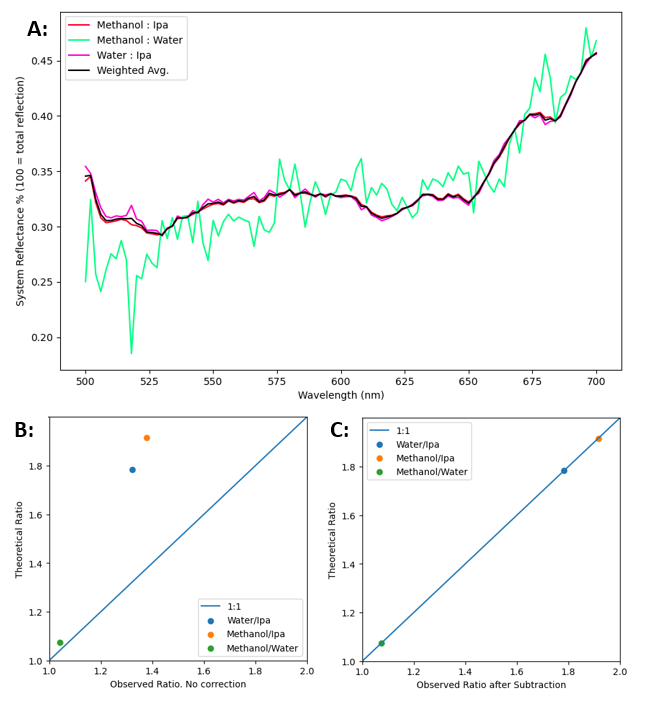 A:
Methanol : Ipa
Methanol : Water
Water : Ipa
Weighted Avg.
System Reflectance % (100 = total reflection)
0.45
0.40
0.35
0.30
0.25
0.20
500
525
550
575
600
625
650
675
700
Wavelength (nm)
B:
Theoretical Ratio
1.8
1.6
1.4
1.2
1.0
1:1
Water/Ipa
Methanol/Ipa
Methanol/Water
1.0
1.2
1.4
1.6
1.8
2.0
Observed Ratio. No correction
C:
1:1
Water/Ipa
Methanol/Ipa
Methanol/Water
Theoretical Ratio
1.8
1.6
1.4
1.2
1.0
1.0
1.2
1.4
1.6
1.8
2.0
Observed Ratio after Subtraction